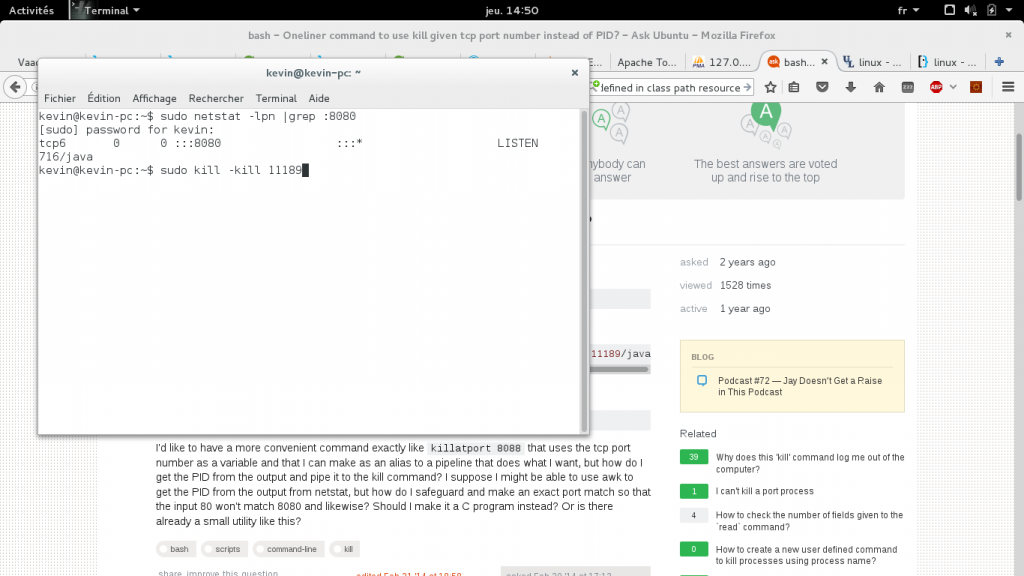 Activités
Terminal
jeu. 14:50
fr
bash – Oneliner command to use kill given tcp port number instead of PID? – Ask Ubuntu – Mozilla Firefox
Vaa
E...
Apache To...
127.0....
bash...
linux - ...
linux - ...
defined in class path resource
ABP
kevin@kevin-pc: ~
Fichier Édition Affichage Rechercher Terminal Aide
kevin@kevin-pc:~$ sudo netstat -lpn |grep :8080
[sudo] password for kevin:
tcp6 0 0 :::8080 :::* LISTEN
716/java
kevin@kevin-pc:~$ sudo kill -kill 11189
nybody can
answer
The best answers are voted
up and rise to the top
?
asked 2 years ago
viewed 1528 times
active 1 year ago
11189/java
BLOG
Podcast #72 — Jay Doesn't Get a Raise
in This Podcast
I'd like to have a more convenient command exactly like killatport 8088 that uses the tcp port
number as a variable and that I can make as an alias to a pipeline that does what I want, but how do I
get the PID from the output and pipe it to the kill command? I suppose I might be able to use awk to
get the PID from the output from netstat, but how do I safeguard and make an exact port match so that
the input 80 won't match 8080 and likewise? Should I make it a C program instead? Or is there
already a small utility like this?
bash scripts command-line kill
share improve this question
edited Feb 21 '14 at 18:59
asked Feb 20 '14 at 17:13
Related
39 Why does this 'kill' command log me out of the
computer?
1 I can't kill a port process
4 How to check the number of fields given to the
`read` command?
0 How to create a new user defined command
to kill processes using process name?